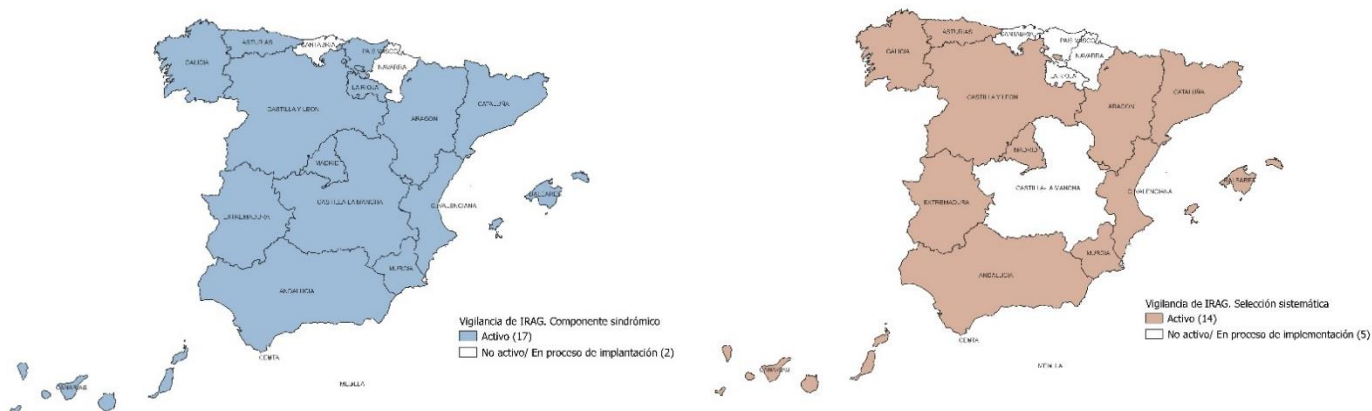 ASTURIAS
CANTABRIA
PAIS VASCO
GALICIA
NAVARRA
LA RIOJA
CASTILLA Y LEON
CATALUÑA
ARAGON
MADRID
BALEARES
CASTILLA-LA MANCHA
C.VALENCIANA
EXTREMADURA
MURCIA
ANDALUCIA
CEUTA
MELILLA
CANARIAS
Vigilancia de IRAG. Componente sindrómico
Activo (17)
No activo/ En proceso de implantación (2)
ASTURIAS
CANTABRIA
PAIS VASCO
GALICIA
NAVARRA
LA RIOJA
CASTILLA Y LEON
CATALUÑA
ARAGON
MADRID
BALEARES
CASTILLA-LA MANCHA
C.VALENCIANA
EXTREMADURA
MURCIA
ANDALUCIA
CEUTA
MELILLA
CANARIAS
Vigilancia de IRAG. Selección sistemática
Activo (14)
No activo/ En proceso de implementación (5)